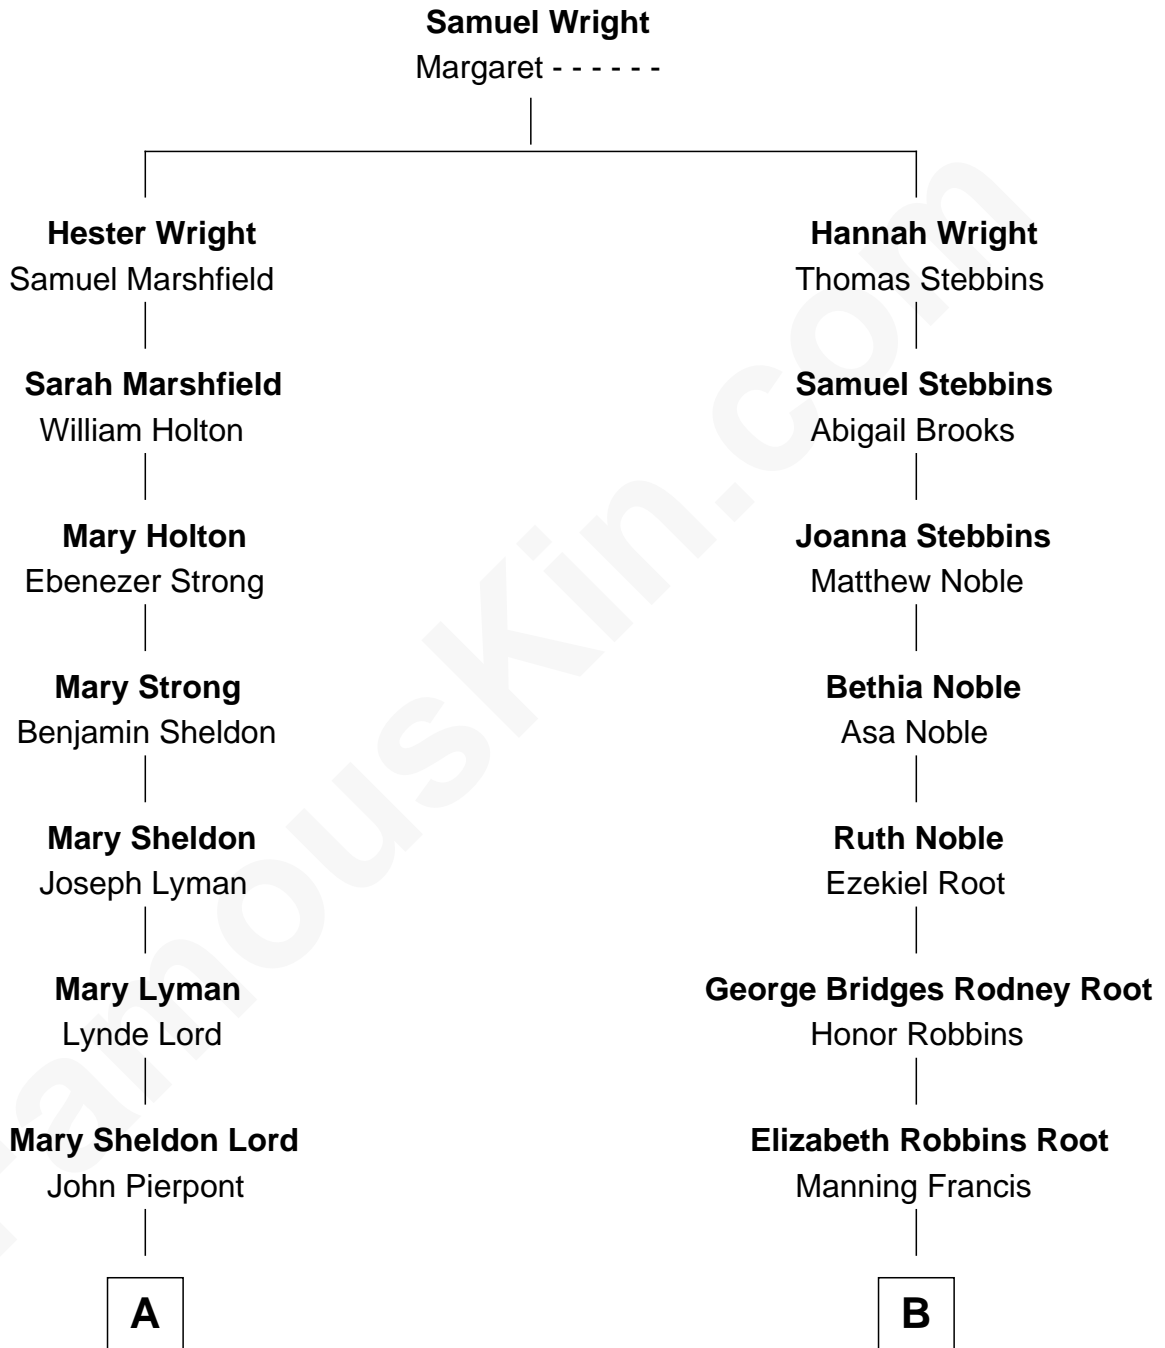 Samuel Wright
Margaret - - - - - -
Hester Wright
Samuel Marshfield
Hannah Wright
Thomas Stebbins
Sarah Marshfield
William Holton
Samuel Stebbins
Abigail Brooks
Mary Holton
Ebenezer Strong
Joanna Stebbins
Matthew Noble
Mary Strong
Benjamin Sheldon
Bethia Noble
Asa Noble
Mary Sheldon
Joseph Lyman
Ruth Noble
Ezekiel Root
Mary Lyman
Lynde Lord
George Bridges Rodney Root
Honor Robbins
Mary Sheldon Lord
John Pierpont
Elizabeth Robbins Root
Manning Francis
A
B
FamousKin.com